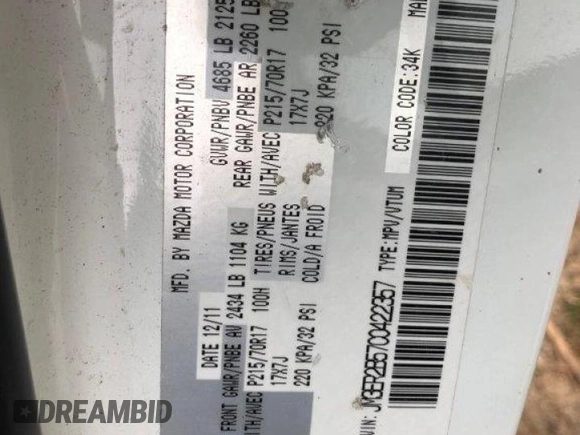 MFD. BY MAZDA MOTOR CORPORATION
DATE 12/11 GVWR/PNBV 4685 LB 2125
FRONT GAWR/PNBE AV 2434 LB 1104 KG REAR GAWR/PNBE AR 2260 LB
WITH/AVEC P215/70R17 100H TIRES/PNEUS WITH/AVEC P215/70R17 100
17X7J RIMS/JANTES 17X7J
220 KPA/32 PSI COLD/A FROID 220 KPA/32 PSI
VIN: JM3ER2B57C0422357 TYPE:MPV/VTUM
COLOR CODE:34K
DREAMBID